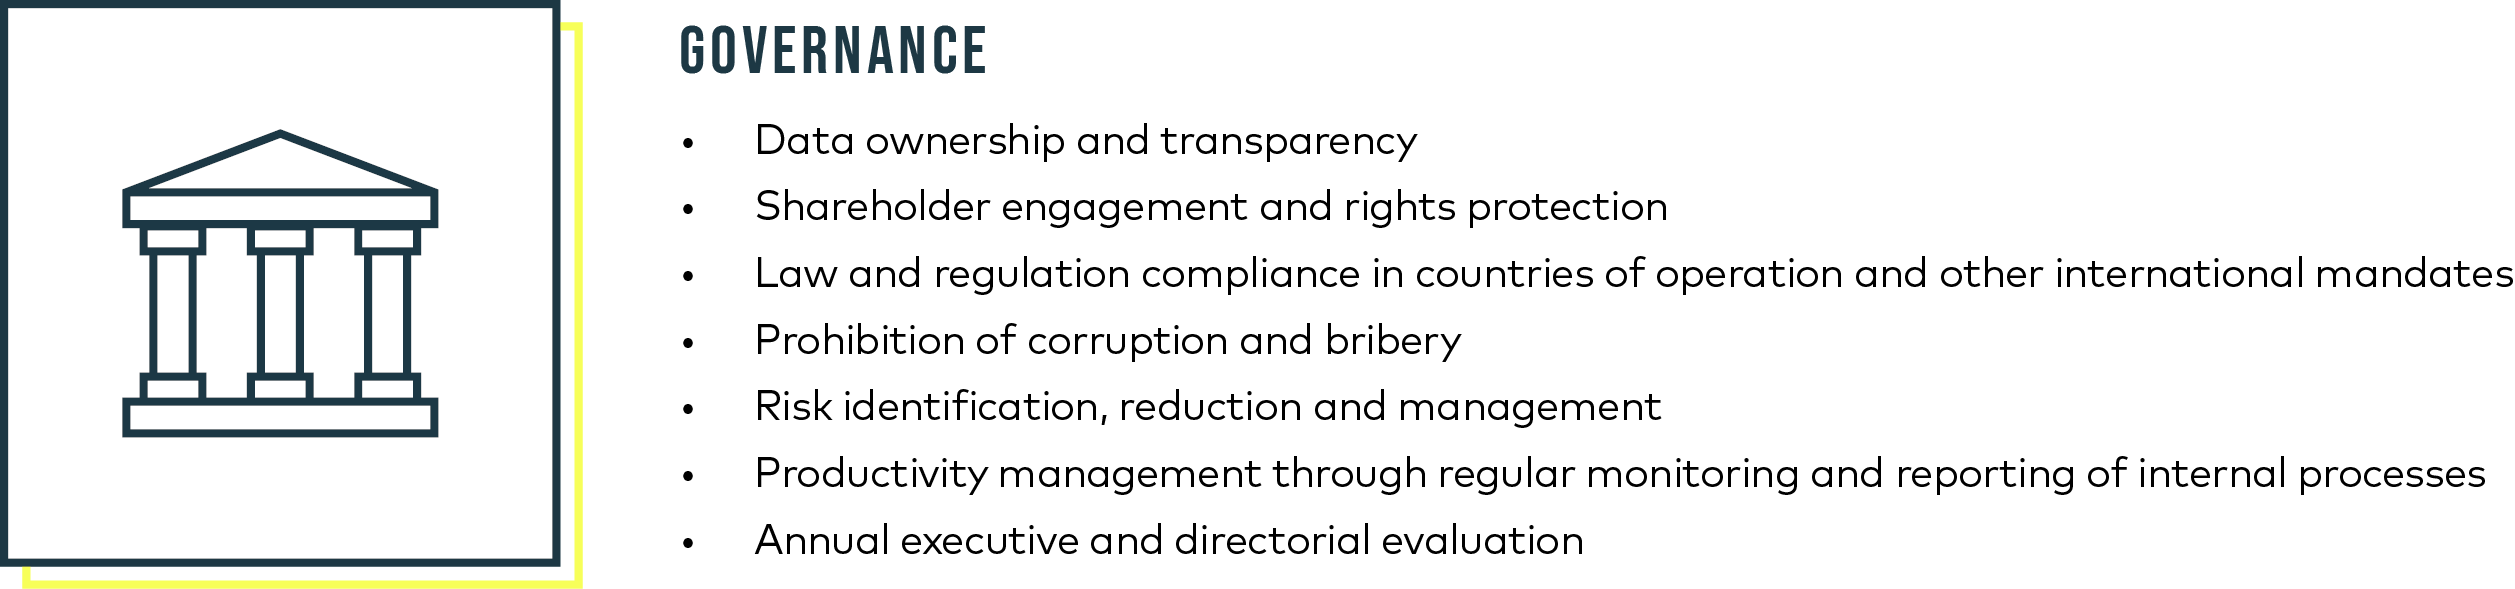 GOVERNANCE
• Data ownership and transparency
• Shareholder engagement and rights protection
• Law and regulation compliance in countries of operation and other international mandates
• Prohibition of corruption and bribery
• Risk identification, reduction and management
• Productivity management through regular monitoring and reporting of internal processes
• Annual executive and directorial evaluation